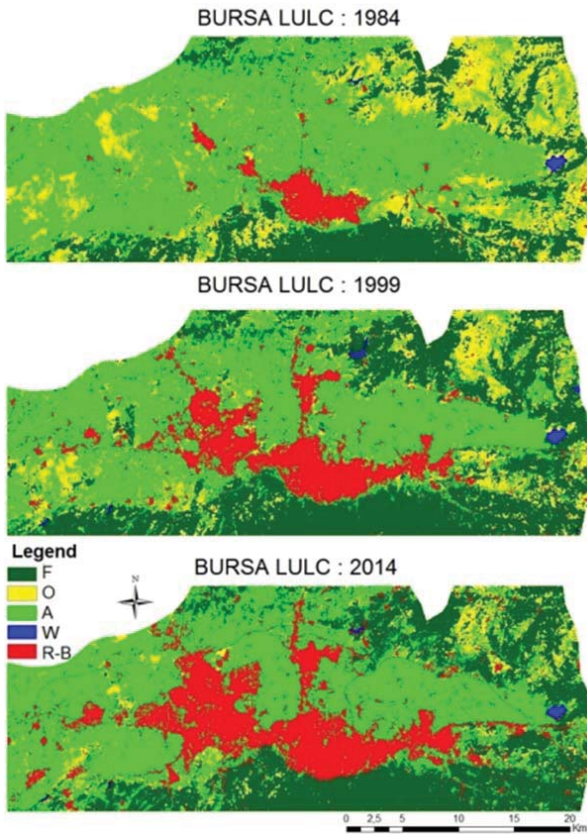 BURSA LULC : 1984
BURSA LULC : 1999
Legend
F
O
A
W
R-B
BURSA LULC : 2014
N
0 2,5 5 10 15 20
Km